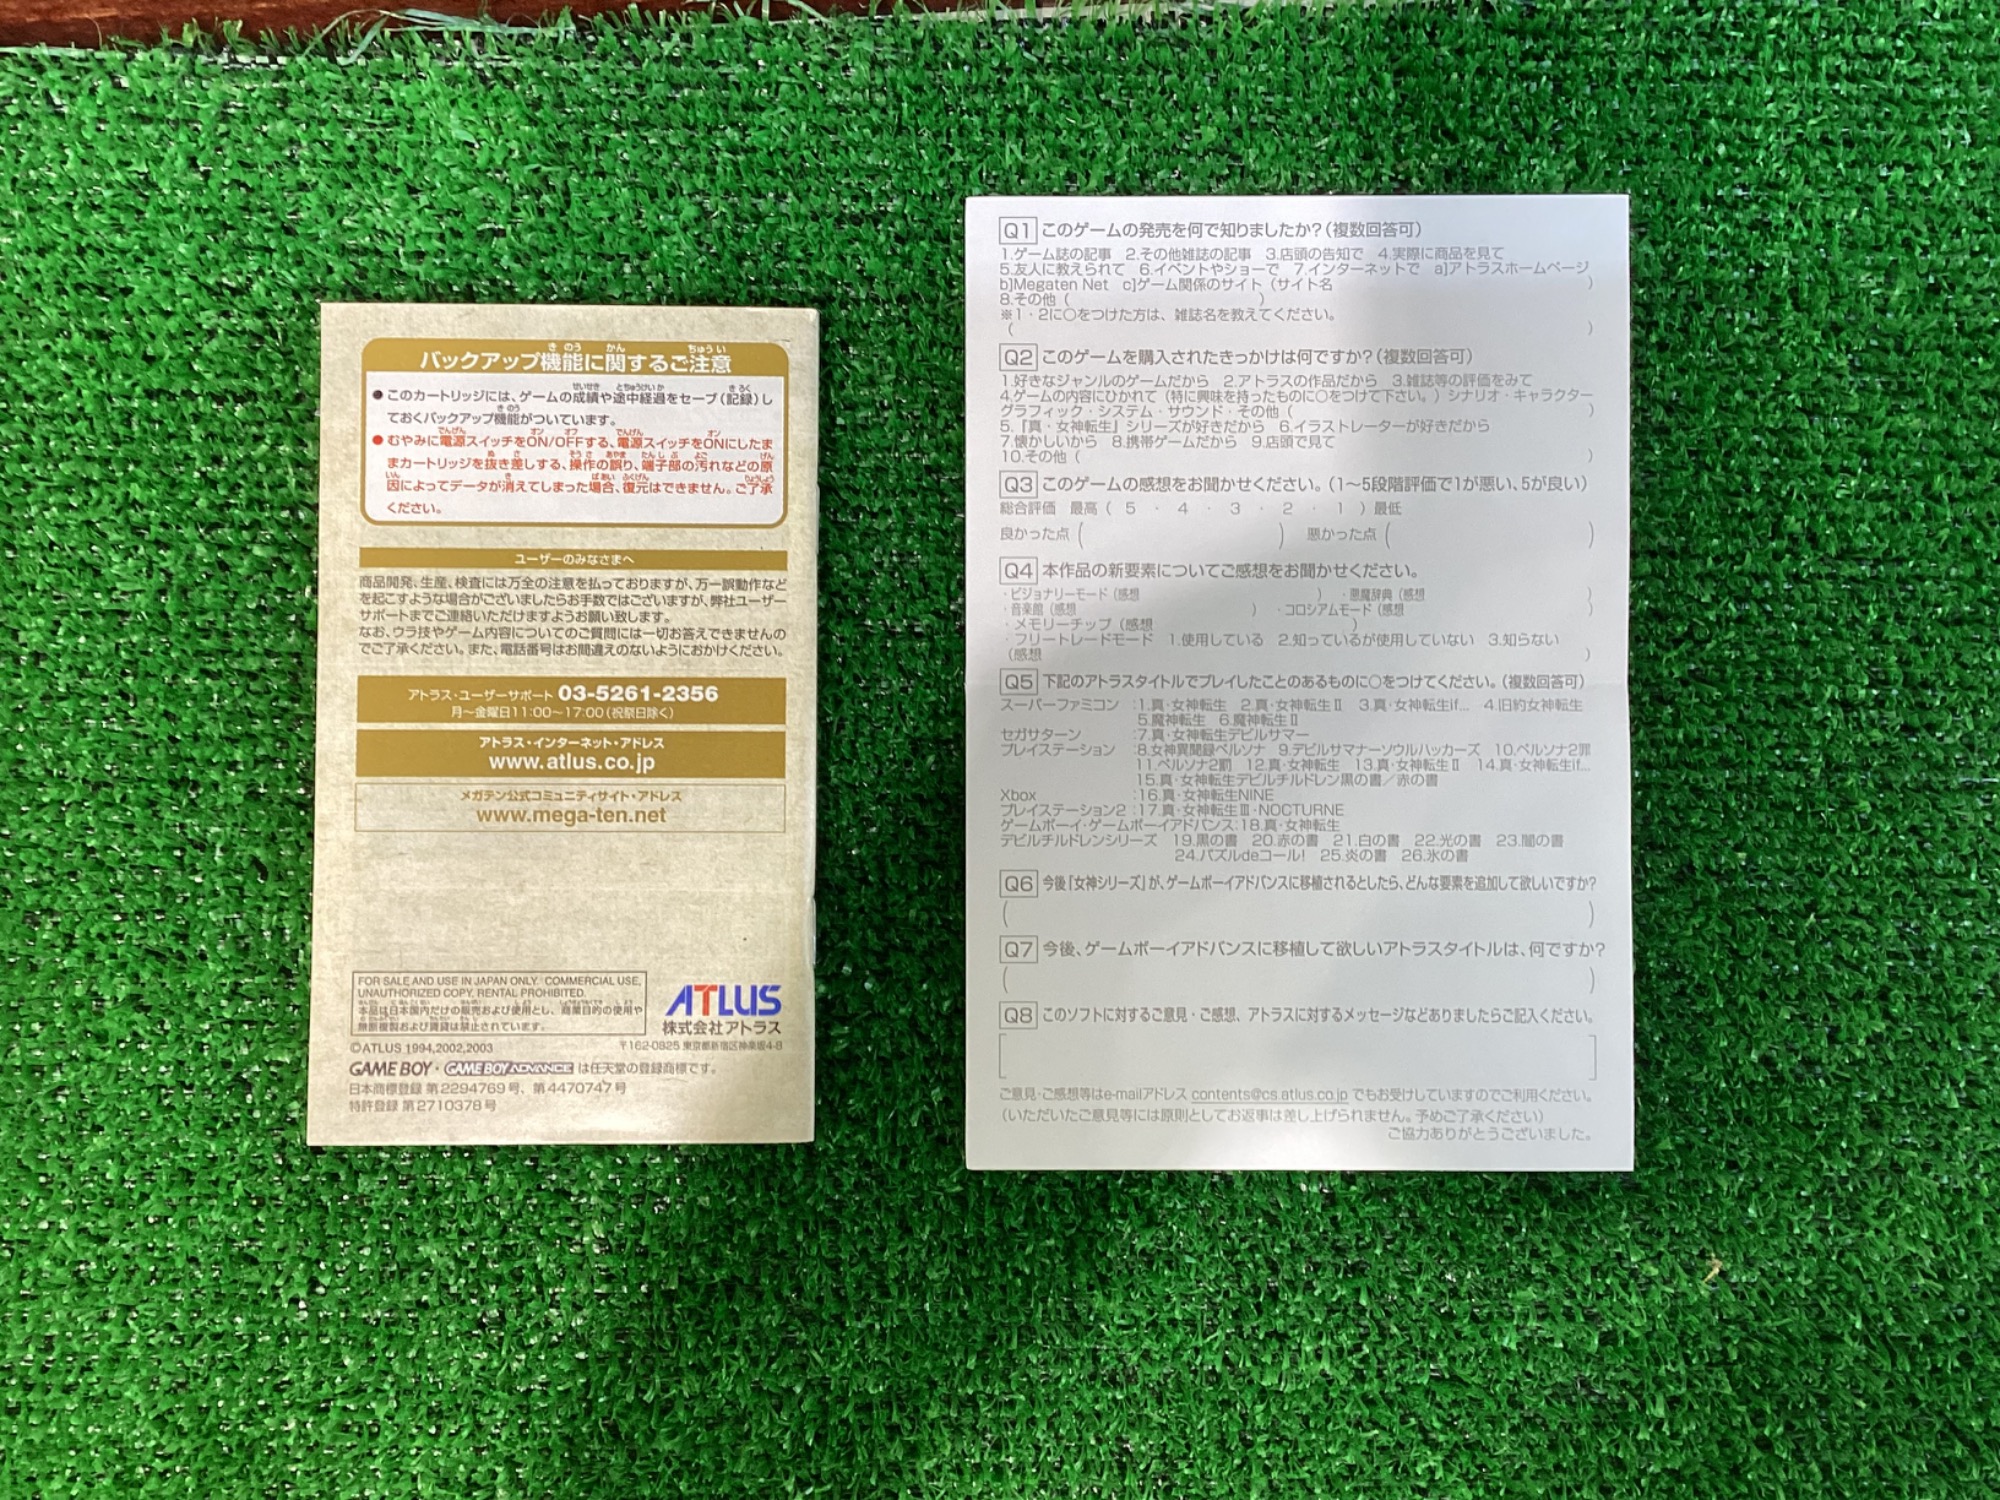 バックアップ機能に関するご注意
●このカートリッジには、ゲームの成績や途中経過をセーブ(記録)し
ておくバックアップ機能がついています。
●むやみに電源スイッチをON/OFFする、電源スイッチをONにしたま
まカートリッジを抜き差しする、操作の誤り、端子部の汚れなどの原
因によってデータが消えてしまった場合、復元はできません。ご了承
ください。
ユーザーのみなさまへ
商品開発、生産、検査には万全の注意を払っておりますが、万一誤動作など
を起こすような場合がございましたらお手数ではございますが、弊社ユーザー
サポートまでご連絡いただけますようお願い致します。
なお、ウラ技やゲーム内容についてのご質問には一切お答えできませんの
でご了承ください。また、電話番号はお間違えのないようにおかけください。
アトラス・ユーザーサポート 03-5261-2356
月~金曜日11:00~17:00(祝祭日除く)
アトラス・インターネット・アドレス
www.atlus.co.jp
メガテン公式コミュニティサイト・アドレス
www.mega-ten.net
FOR SALE AND USE IN JAPAN ONLY. COMMERCIAL USE,
UNAUTHORIZED COPY, RENTAL PROHIBITED.
本品は日本国内だけの販売および使用とし、商業目的の使用や
無断複製および賃貸は禁止されています。
ATLUS
株式会社アトラス
〒162-0825 東京都新宿区神楽坂4-8
©ATLUS 1994,2002,2003
GAME BOY・GAME BOY ADVANCE は任天堂の登録商標です。
日本商標登録 第2294769号、第4470747号
特許登録 第2710378号
Q1 このゲームの発売を何で知りましたか?(複数回答可)
1.ゲーム誌の記事 2.その他雑誌の記事 3.店頭の告知で 4.実際に商品を見て
5.友人に教えられて 6.イベントやショーで 7.インターネットで a]アトラスホームページ
b]Megaten Net c]ゲーム関係のサイト(サイト名 )
8.その他( )
※1・2に○をつけた方は、雑誌名を教えてください。
( )
Q2 このゲームを購入されたきっかけは何ですか?(複数回答可)
1.好きなジャンルのゲームだから 2.アトラスの作品だから 3.雑誌等の評価をみて
4.ゲームの内容にひかれて(特に興味を持ったものに○をつけて下さい。)シナリオ・キャラクター
グラフィック・システム・サウンド・その他( )
5.『真・女神転生』シリーズが好きだから 6.イラストレーターが好きだから
7.懐かしいから 8.携帯ゲームだから 9.店頭で見て
10.その他( )
Q3 このゲームの感想をお聞かせください。(1~5段階評価で1が悪い、5が良い)
総合評価 最高( 5 ・ 4 ・ 3 ・ 2 ・ 1 )最低
良かった点( ) 悪かった点( )
Q4 本作品の新要素についてご感想をお聞かせください。
・ビジョナリーモード(感想 ) ・悪魔辞典(感想 )
・音楽館(感想 ) ・コロシアムモード(感想 )
・メモリーチップ(感想 )
・フリートレードモード 1.使用している 2.知っているが使用していない 3.知らない
(感想 )
Q5 下記のアトラスタイトルでプレイしたことのあるものに○をつけてください。(複数回答可)
スーパーファミコン :1.真・女神転生 2.真・女神転生Ⅱ 3.真・女神転生if... 4.旧約女神転生
5.魔神転生 6.魔神転生Ⅱ
セガサターン :7.真・女神転生デビルサマー
プレイステーション :8.女神異聞録ペルソナ 9.デビルサマナーソウルハッカーズ 10.ペルソナ2罪
11.ペルソナ2罰 12.真・女神転生 13.真・女神転生Ⅱ 14.真・女神転生if...
15.真・女神転生デビルチルドレン黒の書/赤の書
Xbox :16.真・女神転生NINE
プレイステーション2:17.真・女神転生Ⅲ-NOCTURNE
ゲームボーイ・ゲームボーイアドバンス:18.真・女神転生
デビルチルドレンシリーズ 19.黒の書 20.赤の書 21.白の書 22.光の書 23.闇の書
24.パズルdeコール! 25.炎の書 26.氷の書
Q6 今後「女神シリーズ」が、ゲームボーイアドバンスに移植されるとしたら、どんな要素を追加して欲しいですか?
( )
Q7 今後、ゲームボーイアドバンスに移植して欲しいアトラスタイトルは、何ですか?
( )
Q8 このソフトに対するご意見・ご感想、アトラスに対するメッセージなどありましたらご記入ください。
ご意見・ご感想等はe-mailアドレス contents@cs.atlus.co.jp でもお受けしていますのでご利用ください。
(いただいたご意見等には原則としてお返事は差し上げられません。予めご了承ください)
ご協力ありがとうございました。